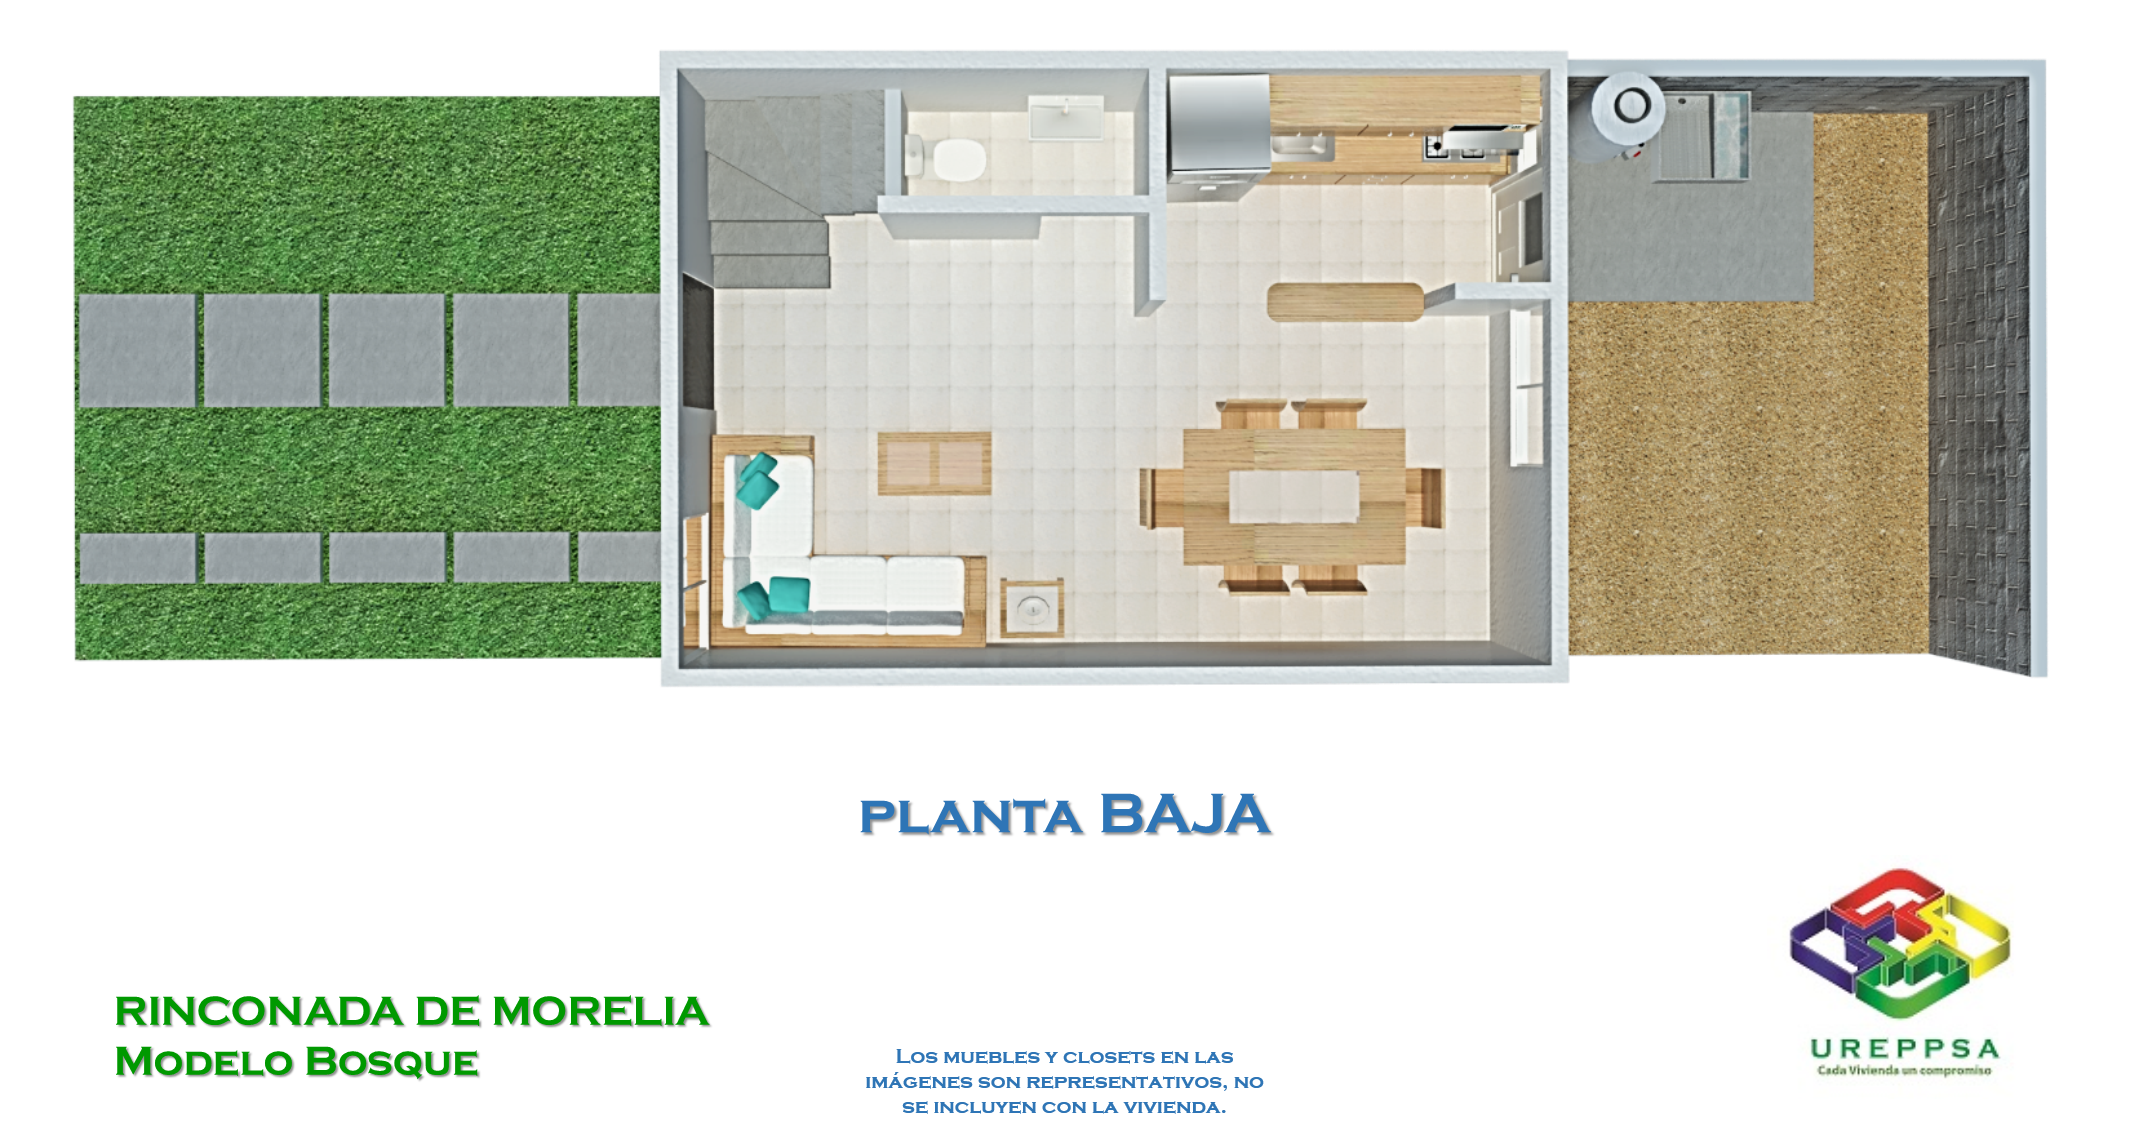 PLANTA BAJA
RINCONADA DE MORELIA
MODELO BOSQUE
LOS MUEBLES Y CLOSETS EN LAS
IMÁGENES SON REPRESENTATIVOS, NO
SE INCLUYEN CON LA VIVIENDA.
UREPPSA
Cada Vivienda un compromiso